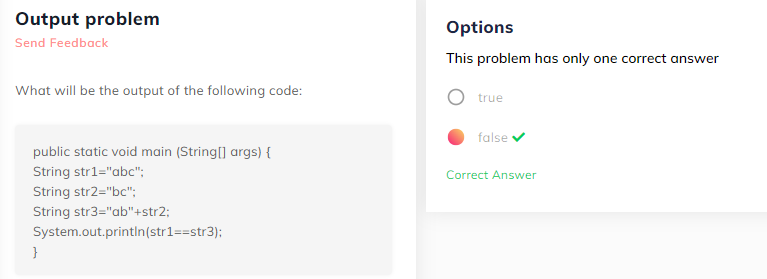 Output problem
Send Feedback
What will be the output of the following code:
public static void main (String[] args) {
String str1="abc";
String str2="bc";
String str3="ab"+str2;
System.out.println(str1==str3);
}
Options
This problem has only one correct answer
true
false
Correct Answer